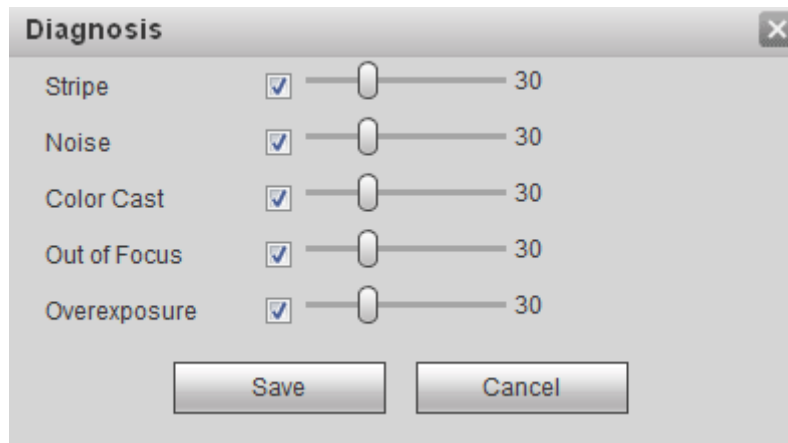 Diagnosis
Stripe 30
Noise 30
Color Cast 30
Out of Focus 30
Overexposure 30
Save Cancel